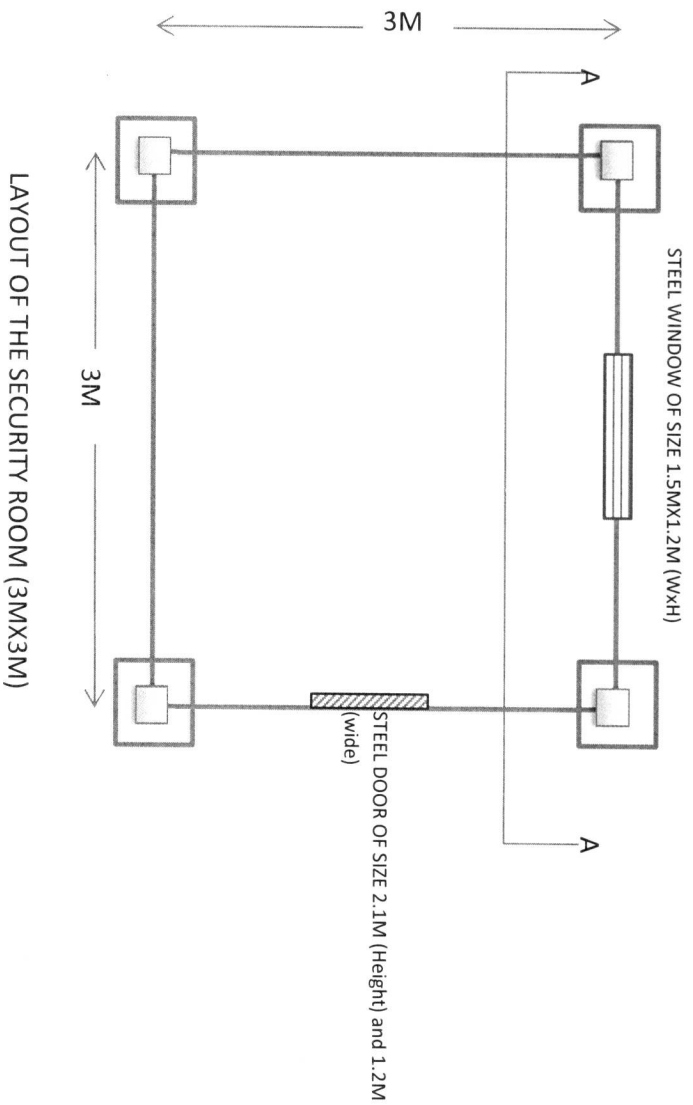 STEEL WINDOW OF SIZE 1.5MX1.2M (WxH)
A
A
3M
STEEL DOOR OF SIZE 2.1M (Height) and 1.2M
(wide)
3M
LAYOUT OF THE SECURITY ROOM (3MX3M)